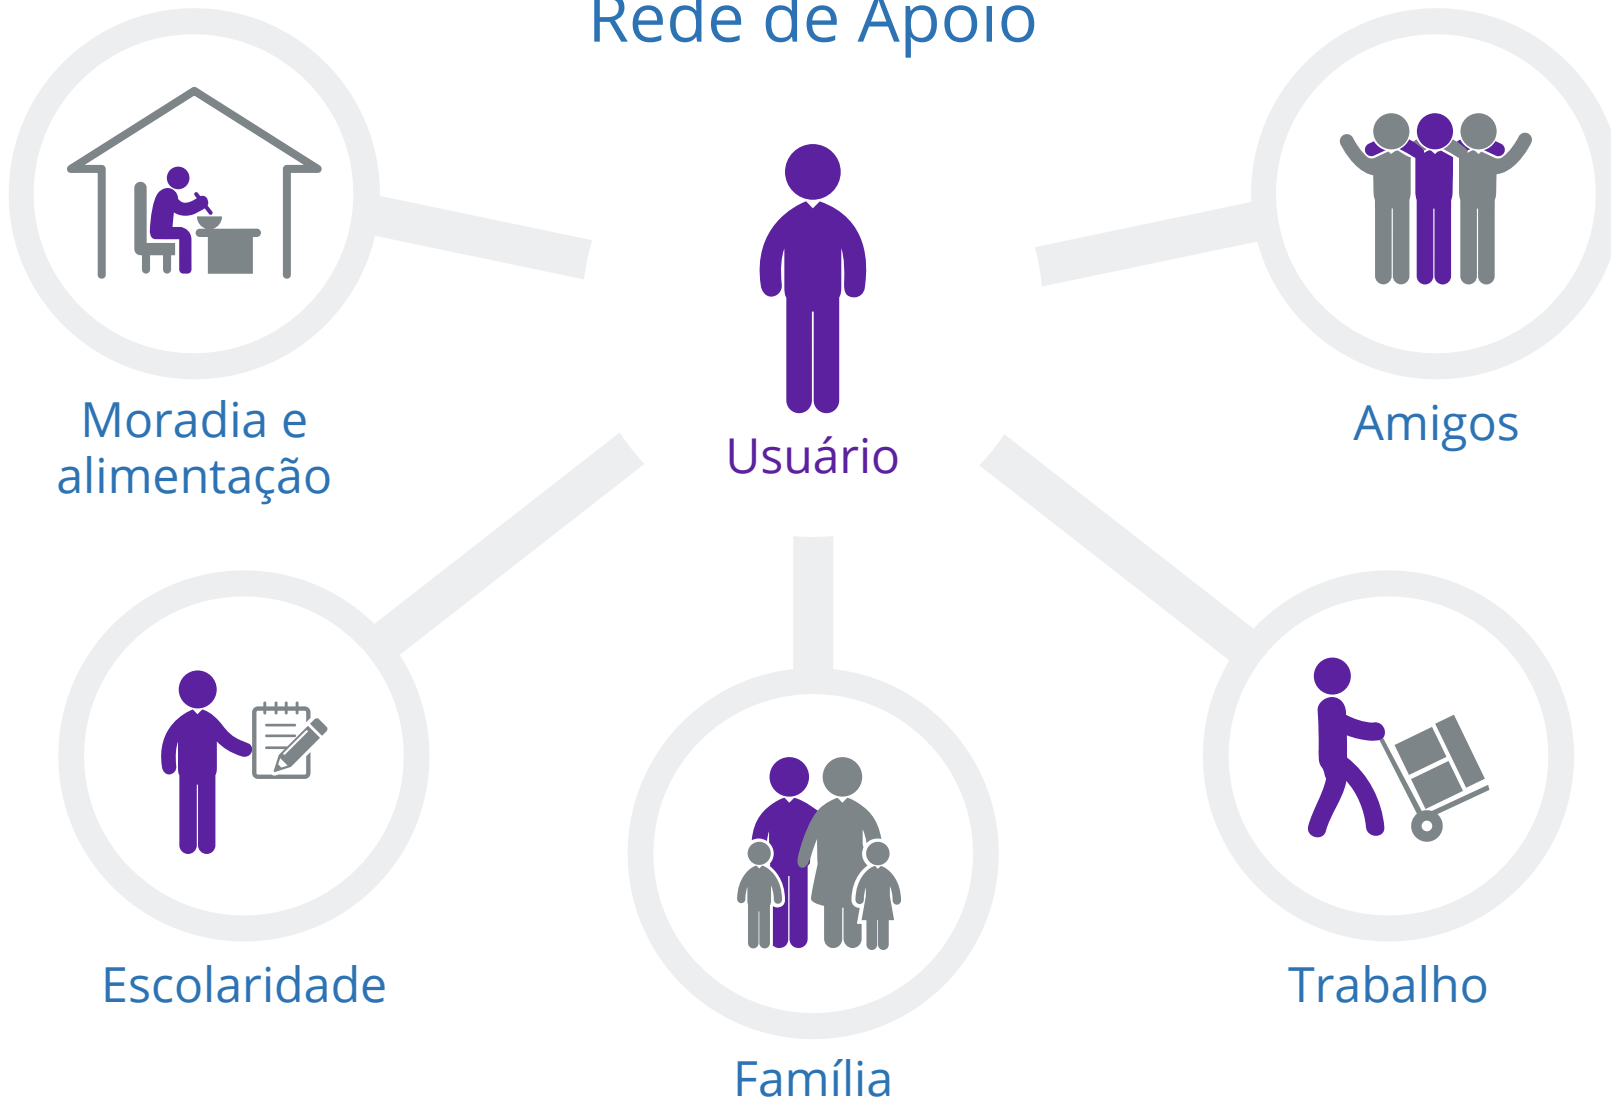 Rede de Apoio
Moradia e
alimentação
Usuário
Amigos
Escolaridade
Família
Trabalho